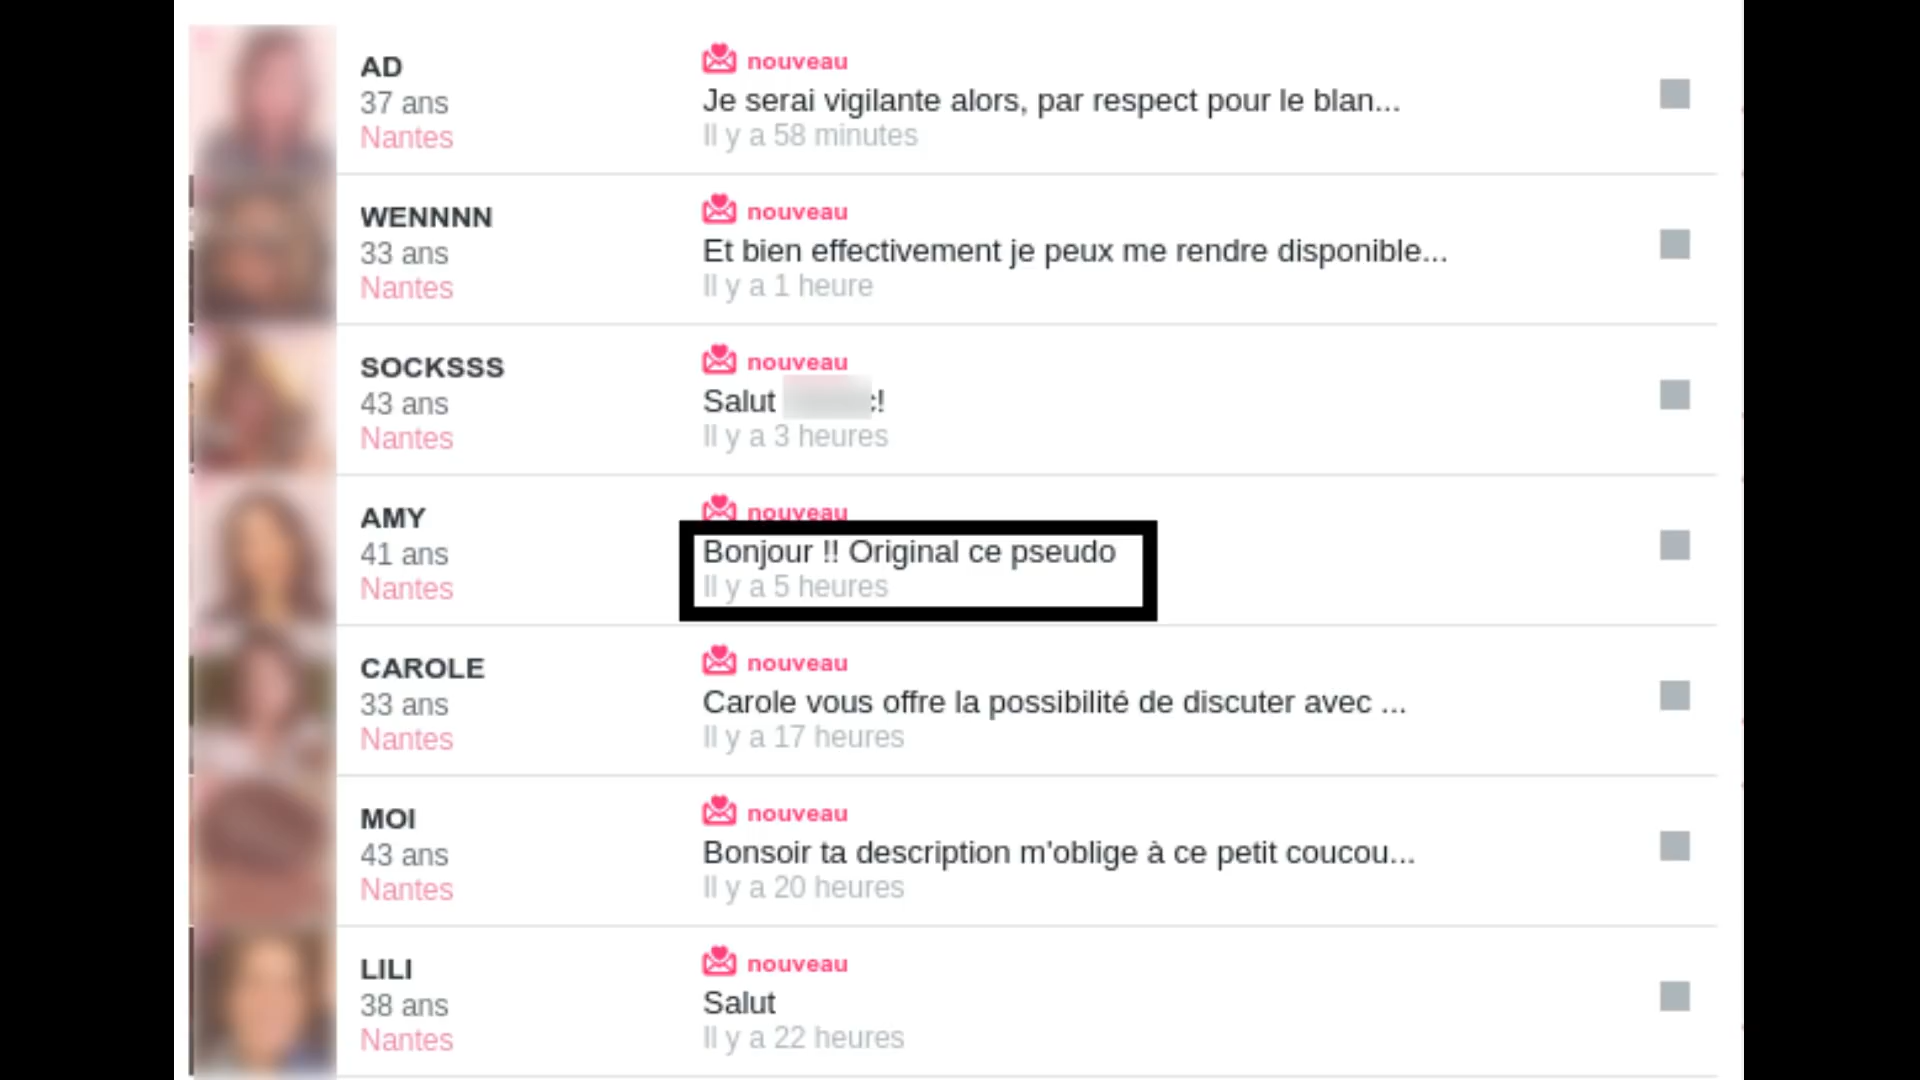 AD
37 ans
Nantes
nouveau
Je serai vigilante alors, par respect pour le blan...
Il y a 58 minutes
WENNNN
33 ans
Nantes
nouveau
Et bien effectivement je peux me rendre disponible...
Il y a 1 heure
SOCKSSS
43 ans
Nantes
nouveau
Salut !
Il y a 3 heures
AMY
41 ans
Nantes
nouveau
Bonjour !! Original ce pseudo
Il y a 5 heures
CAROLE
33 ans
Nantes
nouveau
Carole vous offre la possibilité de discuter avec ...
Il y a 17 heures
MOI
43 ans
Nantes
nouveau
Bonsoir ta description m'oblige à ce petit coucou...
Il y a 20 heures
LILI
38 ans
Nantes
nouveau
Salut
Il y a 22 heures